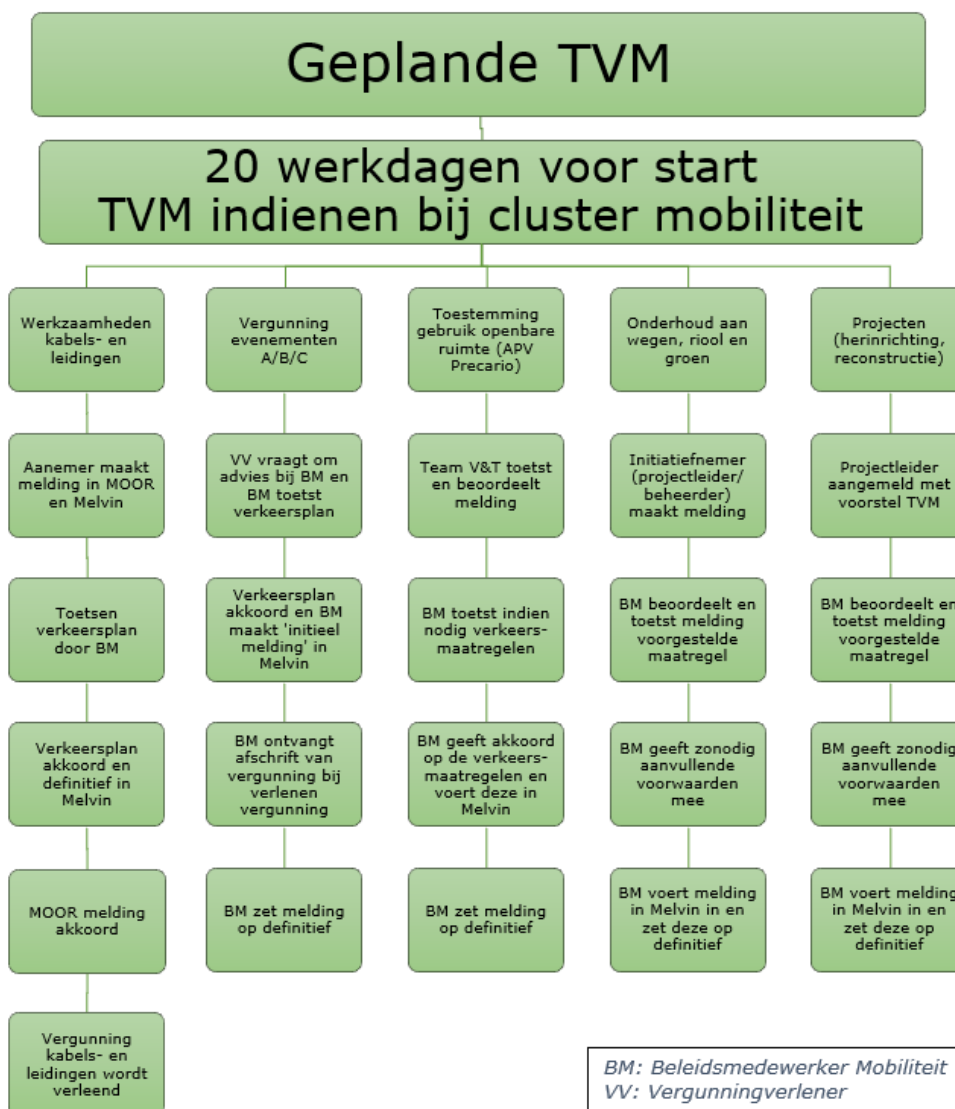 Geplande TVM
20 werkdagen voor start
TVM indienen bij cluster mobiliteit
Werkzaamheden
kabels- en
leidingen
Aanemer maakt
melding in MOOR
en Melvin
Toetsen
verkeersplan
door BM
Verkeersplan
akkoord en
definitief in
Melvin
MOOR melding
akkoord
Vergunning
kabels- en
leidingen wordt
verleend
Vergunning
evenementen
A/B/C
VV vraagt om
advies bij BM en
BM toetst
verkeersplan
Verkeersplan
akkoord en BM
maakt 'initieel
melding' in
Melvin
BM ontvangt
afschrift van
vergunning bij
verlenen
vergunning
BM zet melding
op definitief
Toestemming
gebruik openbare
ruimte (APV
Precario)
Team V&T toetst
en beoordeelt
melding
BM toetst indien
nodig verkeers-
maatregelen
BM geeft akkoord
op de verkeers-
maatregelen en
voert deze in
Melvin
BM zet melding
op definitief
Onderhoud aan
wegen, riool en
groen
Initiatiefnemer
(projectleider/
beheerder)
maakt melding
BM beoordeelt en
toetst melding
voorgestelde
maatregel
BM geeft zonodig
aanvullende
voorwaarden
mee
BM voert melding
in Melvin in en
zet deze op
definitief
Projecten
(herinrichting,
reconstructie)
Projectleider
aangemeld met
voorstel TVM
BM beoordeelt en
toetst melding
voorgestelde
maatregel
BM geeft zonodig
aanvullende
voorwaarden
mee
BM voert melding
in Melvin in en
zet deze op
definitief
BM: Beleidsmedewerker Mobiliteit
VV: Vergunningverlener